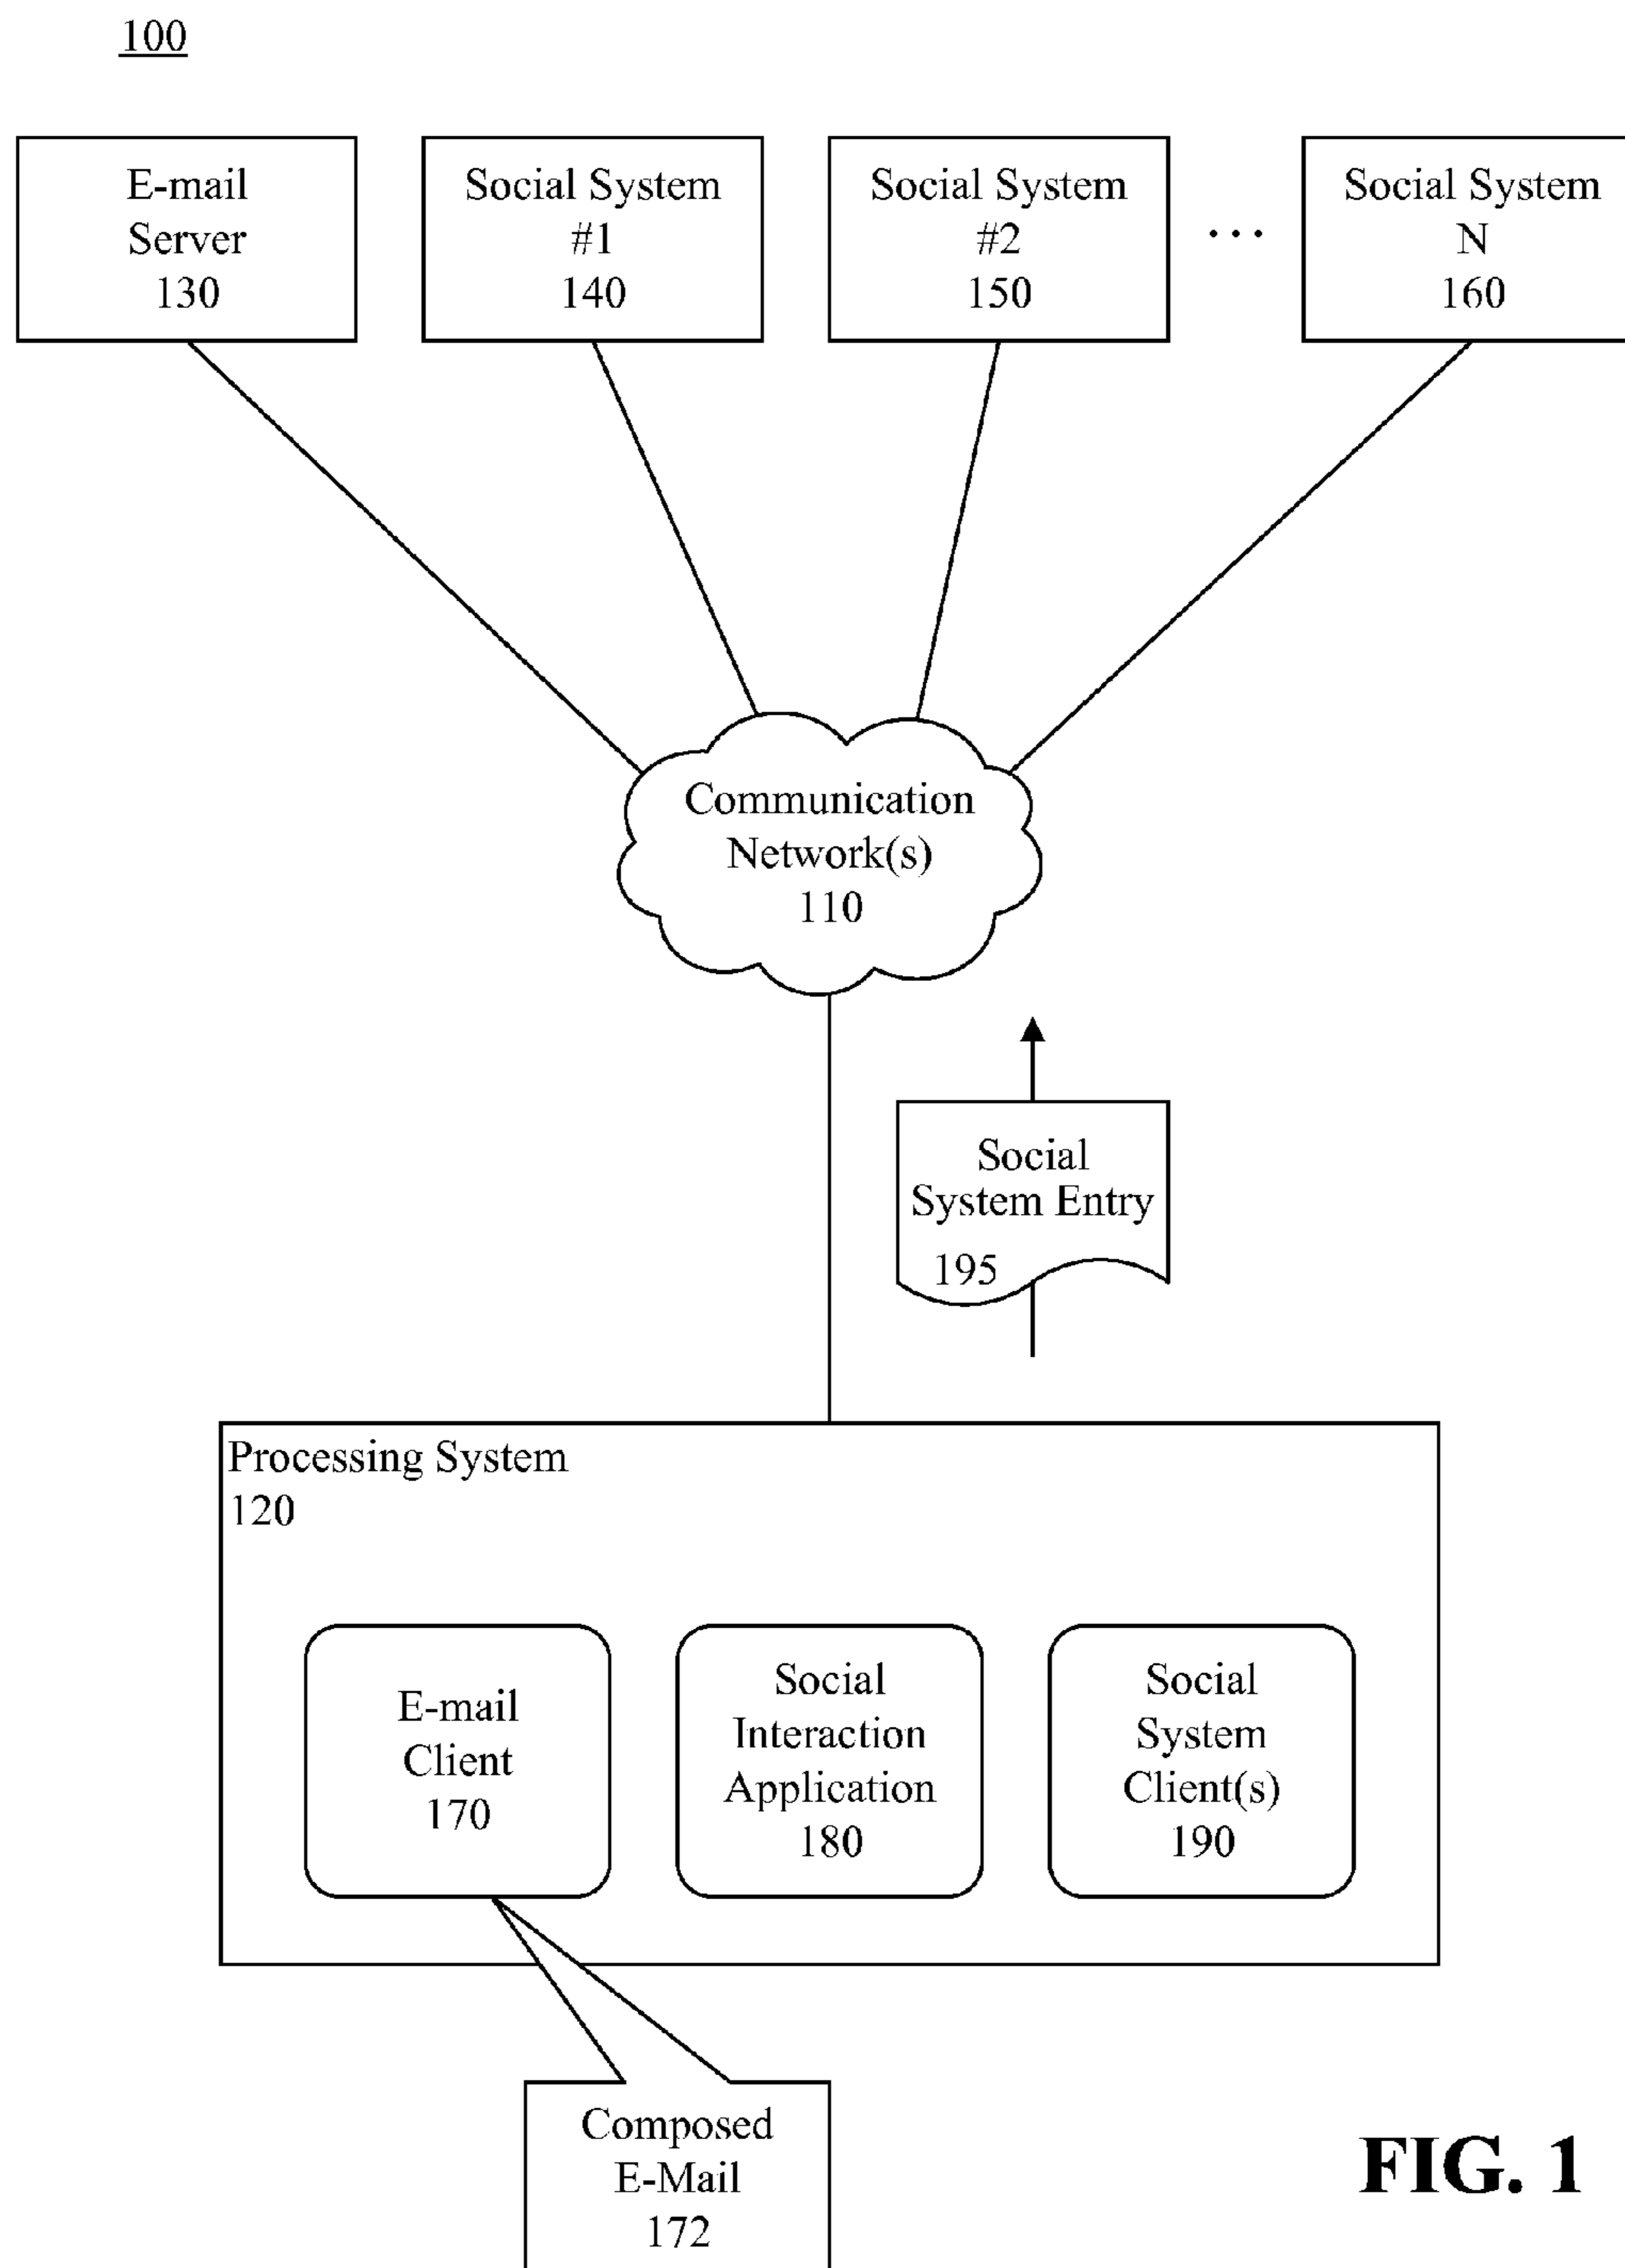 100
E-mail
Server
130
Social System
#1
140
Social System
#2
150
...
Social System
N
160
Communication
Network(s)
110
Social
System Entry
195
Processing System
120
E-mail
Client
170
Social
Interaction
Application
180
Social
System
Client(s)
190
Composed
E-Mail
172
FIG. 1